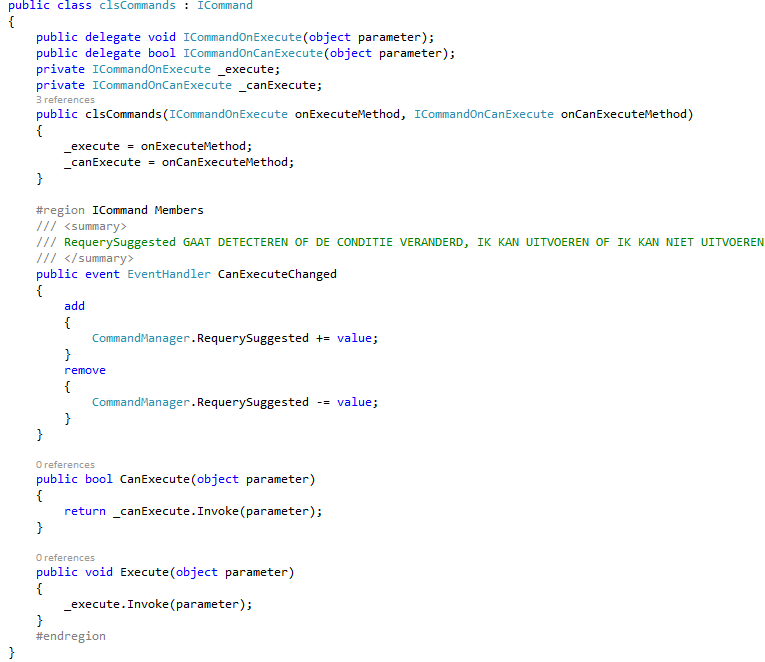 public class clsCommands : ICommand
{
    public delegate void ICommandOnExecute(object parameter);
    public delegate bool ICommandOnCanExecute(object parameter);
    private ICommandOnExecute _execute;
    private ICommandOnCanExecute _canExecute;
    3 references
    public clsCommands(ICommandOnExecute onExecuteMethod, ICommandOnCanExecute onCanExecuteMethod)
    {
        _execute = onExecuteMethod;
        _canExecute = onCanExecuteMethod;
    }

    #region ICommand Members
    /// <summary>
    /// RequerySuggested GAAT DETECTEREN OF DE CONDITIE VERANDERD, IK KAN UITVOEREN OF IK KAN NIET UITVOEREN
    /// </summary>
    public event EventHandler CanExecuteChanged
    {
        add
        {
            CommandManager.RequerySuggested += value;
        }
        remove
        {
            CommandManager.RequerySuggested -= value;
        }
    }

    0 references
    public bool CanExecute(object parameter)
    {
        return _canExecute.Invoke(parameter);
    }

    0 references
    public void Execute(object parameter)
    {
        _execute.Invoke(parameter);
    }
    #endregion
}